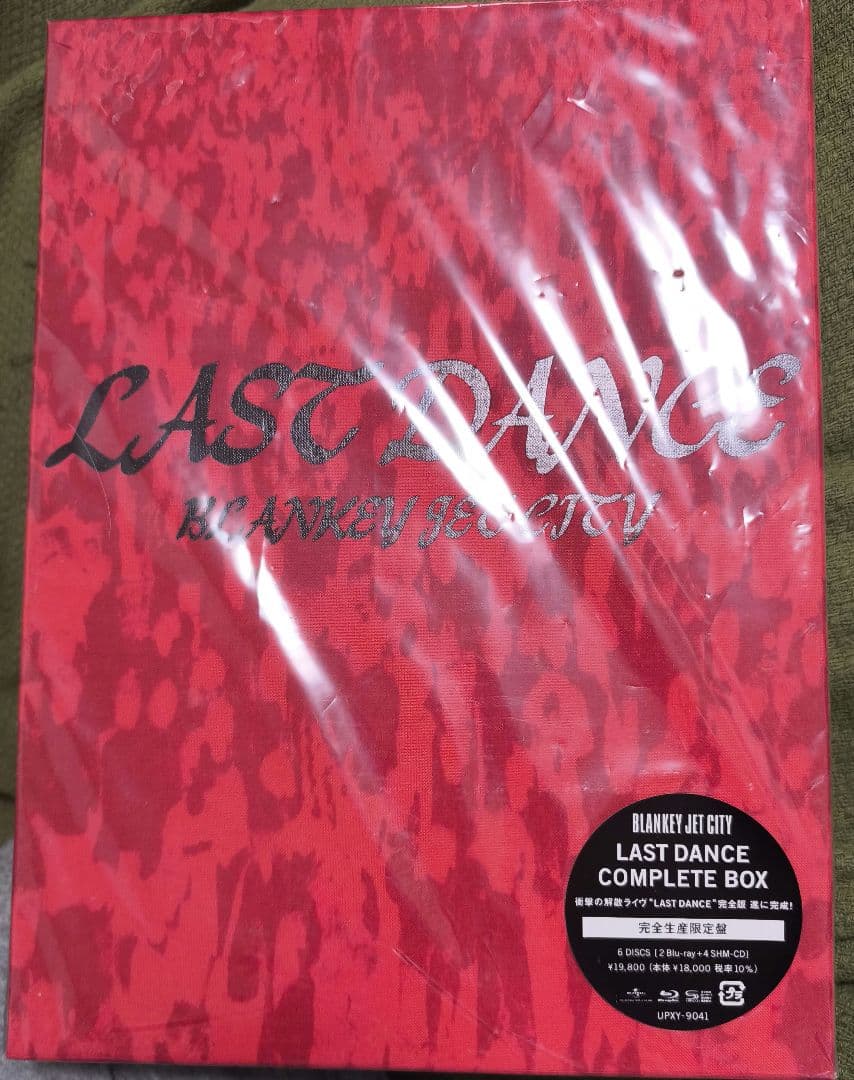 LAST DANCE
BLANKEY JET CITY
BLANKEY JET CITY
LAST DANCE
COMPLETE BOX
衝撃の解散ライヴ"LAST DANCE"完全版 遂に完成!
完全生産限定盤
6 DISCS [2 Blu-ray+4 SHM-CD]
¥19,800 (本体 ¥18,000 税率10%)
プラ
UPXY-9041